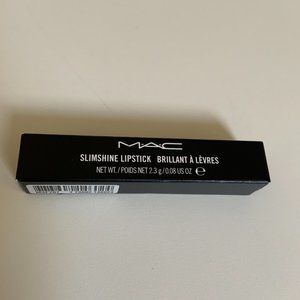 MAC
SLIMSHINE LIPSTICK BRILLANT À LÈVRES
NET WT. / POIDS NET 2.3 g / 0.08 US OZ ℮